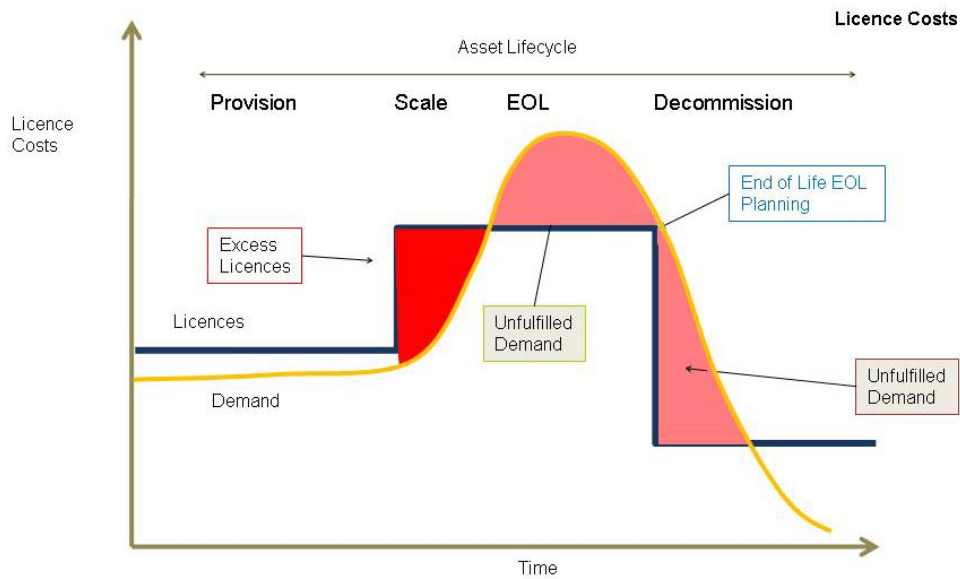 Licence Costs
Asset Lifecycle
Provision
Scale
EOL
Decommission
Licence
Costs
End of Life EOL
Planning
Excess
Licences
Licences
Unfulfilled
Demand
Unfulfilled
Demand
Demand
Time